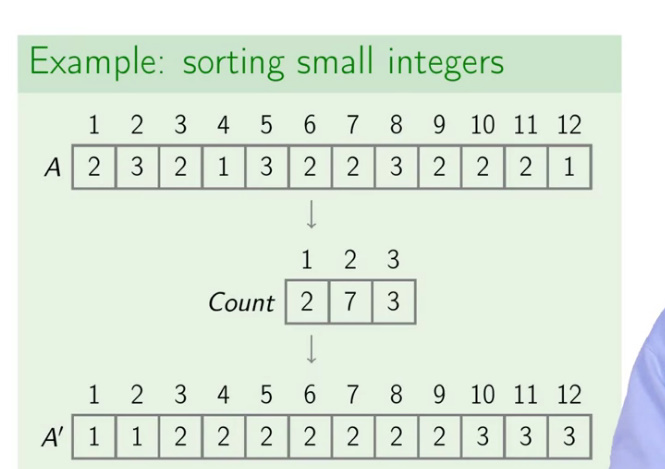 Example: sorting small integers
1 2 3 4 5 6 7 8 9 10 11 12
A 2 3 2 1 3 2 2 3 2 2 2 1
↓
1 2 3
Count 2 7 3
↓
1 2 3 4 5 6 7 8 9 10 11 12
A′ 1 1 2 2 2 2 2 2 2 3 3 3